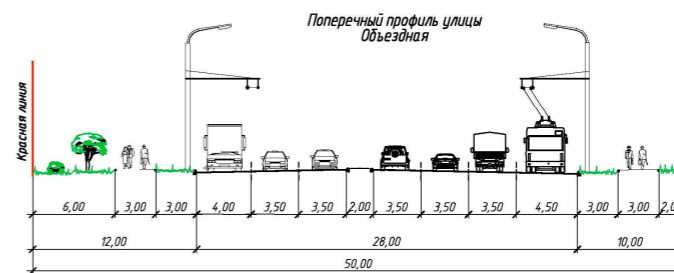 Поперечный профиль улицы
Объездная
Красная линия
6,00 3,00 3,00 4,00 3,50 3,50 2,00 3,50 3,50 3,50 4,50 3,00 3,00 2,0
12,00 28,00 10,00
50,00